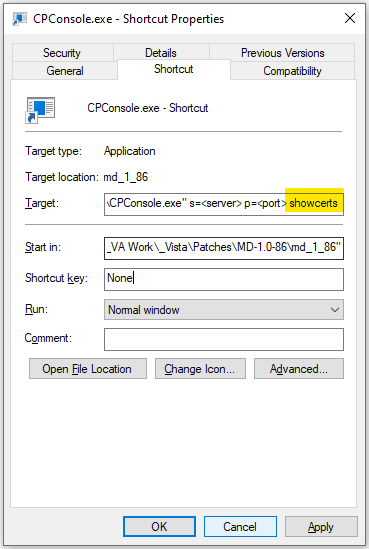 CPConsole.exe - Shortcut Properties
Security Details Previous Versions
General Shortcut Compatibility
CPConsole.exe - Shortcut
Target type: Application
Target location: md_1_86
Target: \CPConsole.exe" s=<server> p=<port> showcerts
Start in: _VA Work\_Vista\Patches\MD-1.0-86\md_1_86"
Shortcut key: None
Run: Normal window
Comment:
Open File Location Change Icon... Advanced...
OK Cancel Apply